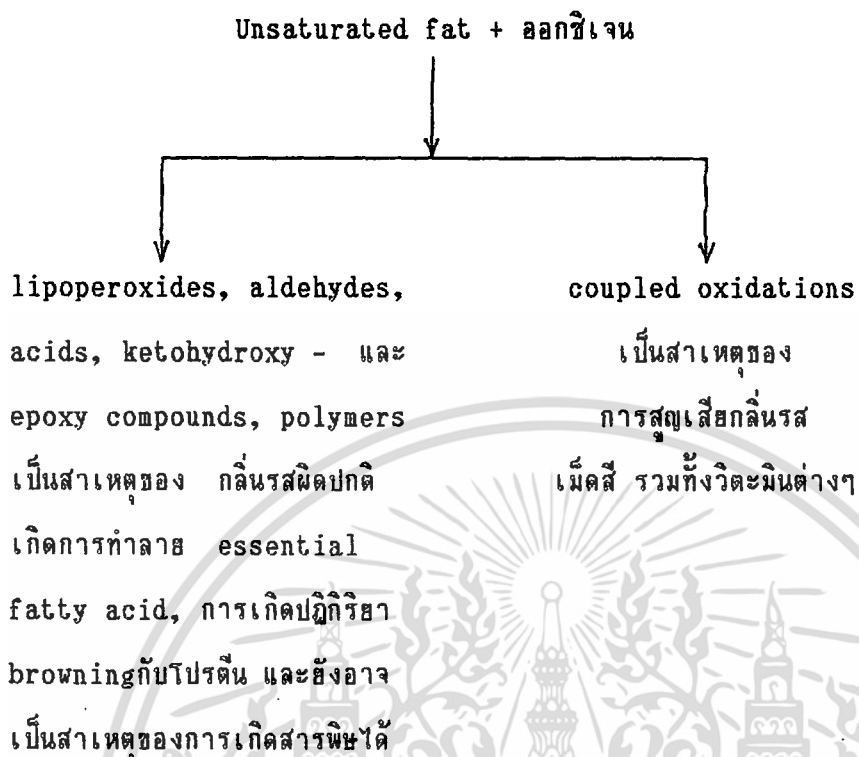 Unsaturated fat + ออกซิเจน
lipoperoxides, aldehydes,
acids, ketohydroxy - และ
epoxy compounds, polymers
เป็นสาเหตุของ กลิ่นรสผิดปกติ
เกิดการทำลาย essential
fatty acid, การเกิดปฏิกิริยา
browningกับโปรตีน และยังอาจ
เป็นสาเหตุของการเกิดสารพิษได้
coupled oxidations
เป็นสาเหตุของ
การสูญเสียกลิ่นรส
เม็ดสี รวมทั้งวิตะมินต่างๆ